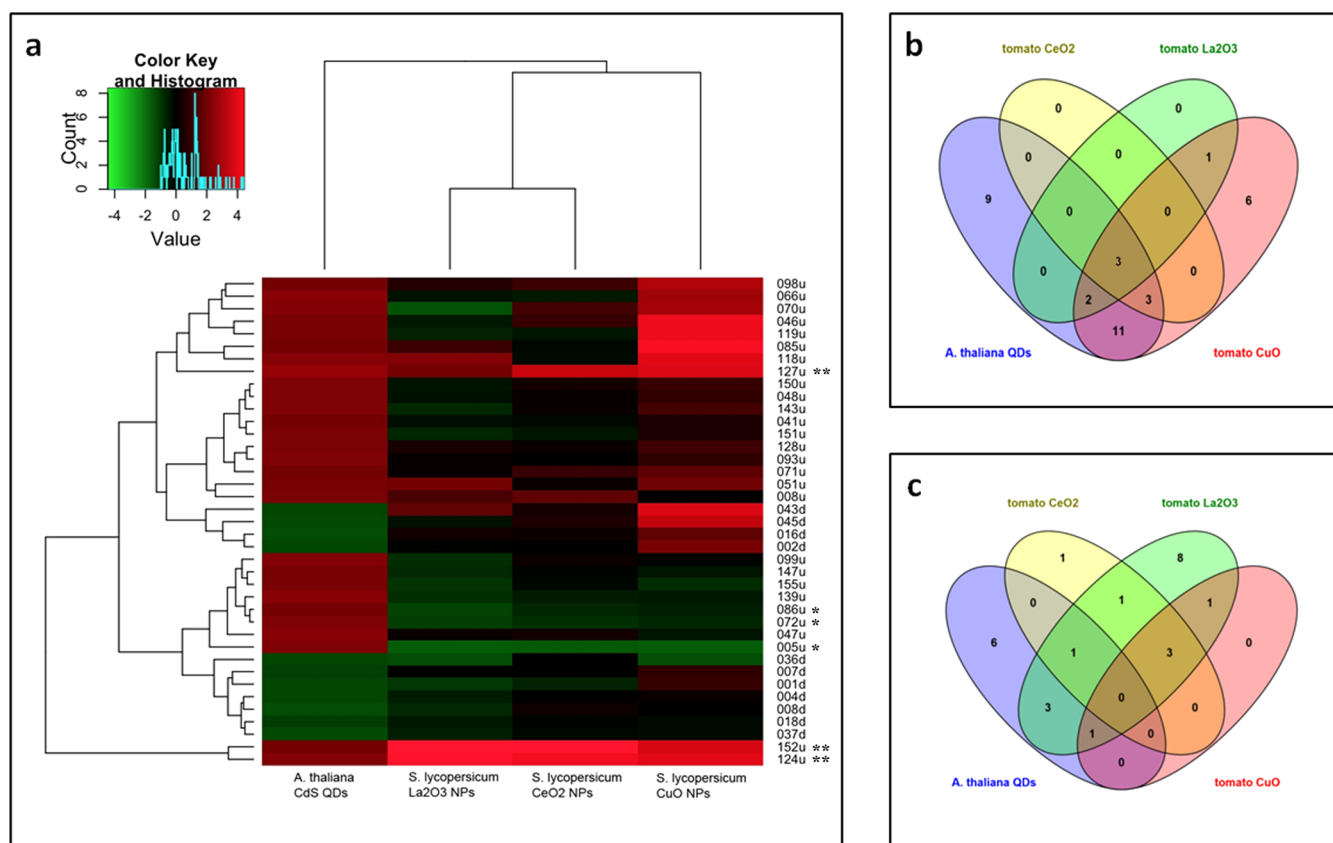 a
Color Key
and Histogram
Count
0 2 4 6 8
-4 -2 0 2 4
Value
098u
066u
070u
046u
119u
085u
118u
127u **
150u
048u
143u
041u
151u
128u
093u
071u
051u
008u
043d
045d
016d
002d
099u
147u
155u
139u
086u *
072u *
047u
005u *
036d
007d
001d
004d
008d
018d
037d
152u **
124u **
A. thaliana
CdS QDs
S. lycopersicum
La2O3 NPs
S. lycopersicum
CeO2 NPs
S. lycopersicum
CuO NPs
b
tomato CeO2
tomato La2O3
0
0
0
0
1
9
6
0
0
3
0
0
2
3
11
A. thaliana QDs
tomato CuO
c
tomato CeO2
tomato La2O3
1
8
0
1
1
6
0
1
3
0
3
0
1
0
0
A. thaliana QDs
tomato CuO